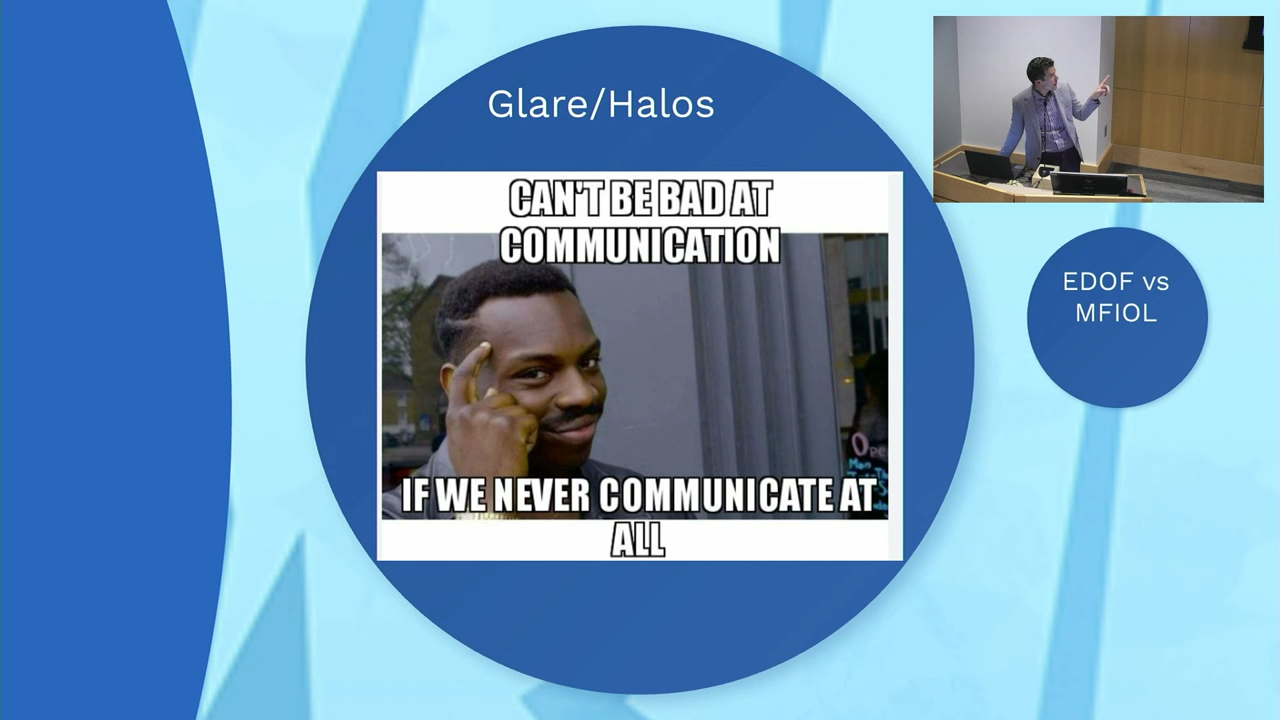 Glare/Halos
CAN'T BE BAD AT
COMMUNICATION
IF WE NEVER COMMUNICATE AT
ALL
EDOF vs
MFIOL